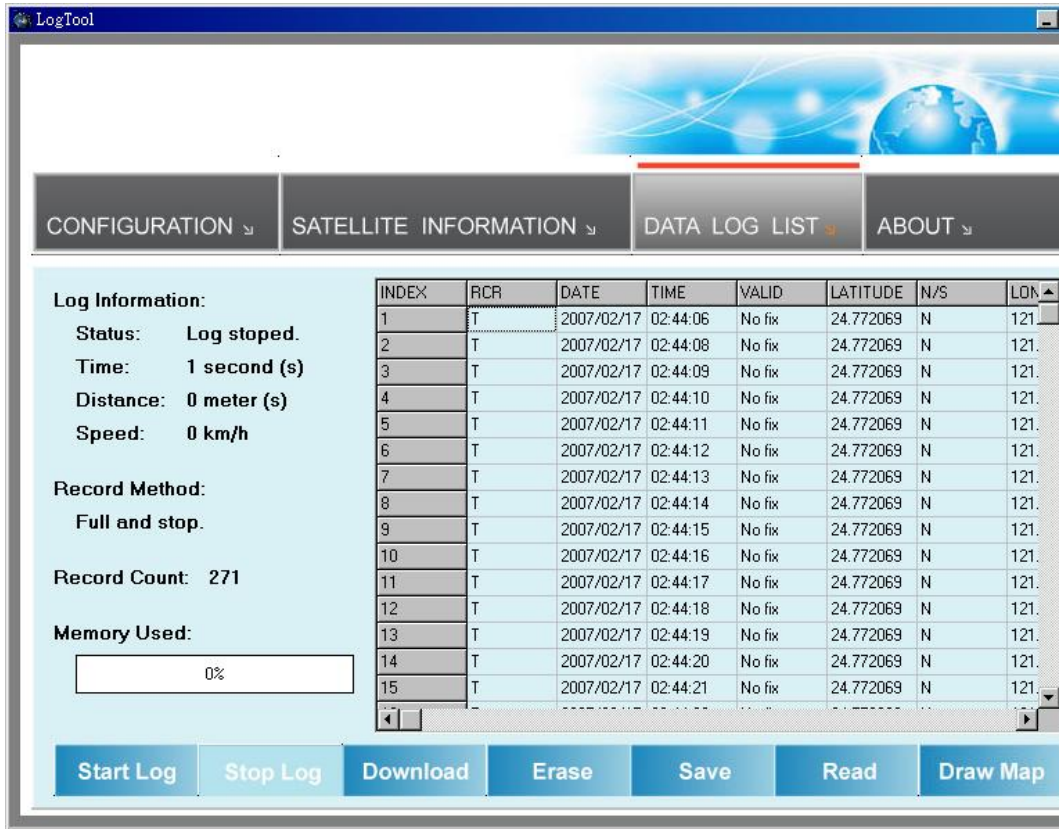 LogTool
CONFIGURATION
SATELLITE INFORMATION
DATA LOG LIST
ABOUT
Log Information:
Status: Log stoped.
Time: 1 second (s)
Distance: 0 meter (s)
Speed: 0 km/h
Record Method:
Full and stop.
Record Count: 271
Memory Used:
0%
INDEX RCR DATE TIME VALID LATITUDE N/S LON
1 T 2007/02/17 02:44:06 No fix 24.772069 N 121.
2 T 2007/02/17 02:44:08 No fix 24.772069 N 121.
3 T 2007/02/17 02:44:09 No fix 24.772069 N 121.
4 T 2007/02/17 02:44:10 No fix 24.772069 N 121.
5 T 2007/02/17 02:44:11 No fix 24.772069 N 121.
6 T 2007/02/17 02:44:12 No fix 24.772069 N 121.
7 T 2007/02/17 02:44:13 No fix 24.772069 N 121.
8 T 2007/02/17 02:44:14 No fix 24.772069 N 121.
9 T 2007/02/17 02:44:15 No fix 24.772069 N 121.
10 T 2007/02/17 02:44:16 No fix 24.772069 N 121.
11 T 2007/02/17 02:44:17 No fix 24.772069 N 121.
12 T 2007/02/17 02:44:18 No fix 24.772069 N 121.
13 T 2007/02/17 02:44:19 No fix 24.772069 N 121.
14 T 2007/02/17 02:44:20 No fix 24.772069 N 121.
15 T 2007/02/17 02:44:21 No fix 24.772069 N 121.
Start Log
Stop Log
Download
Erase
Save
Read
Draw Map